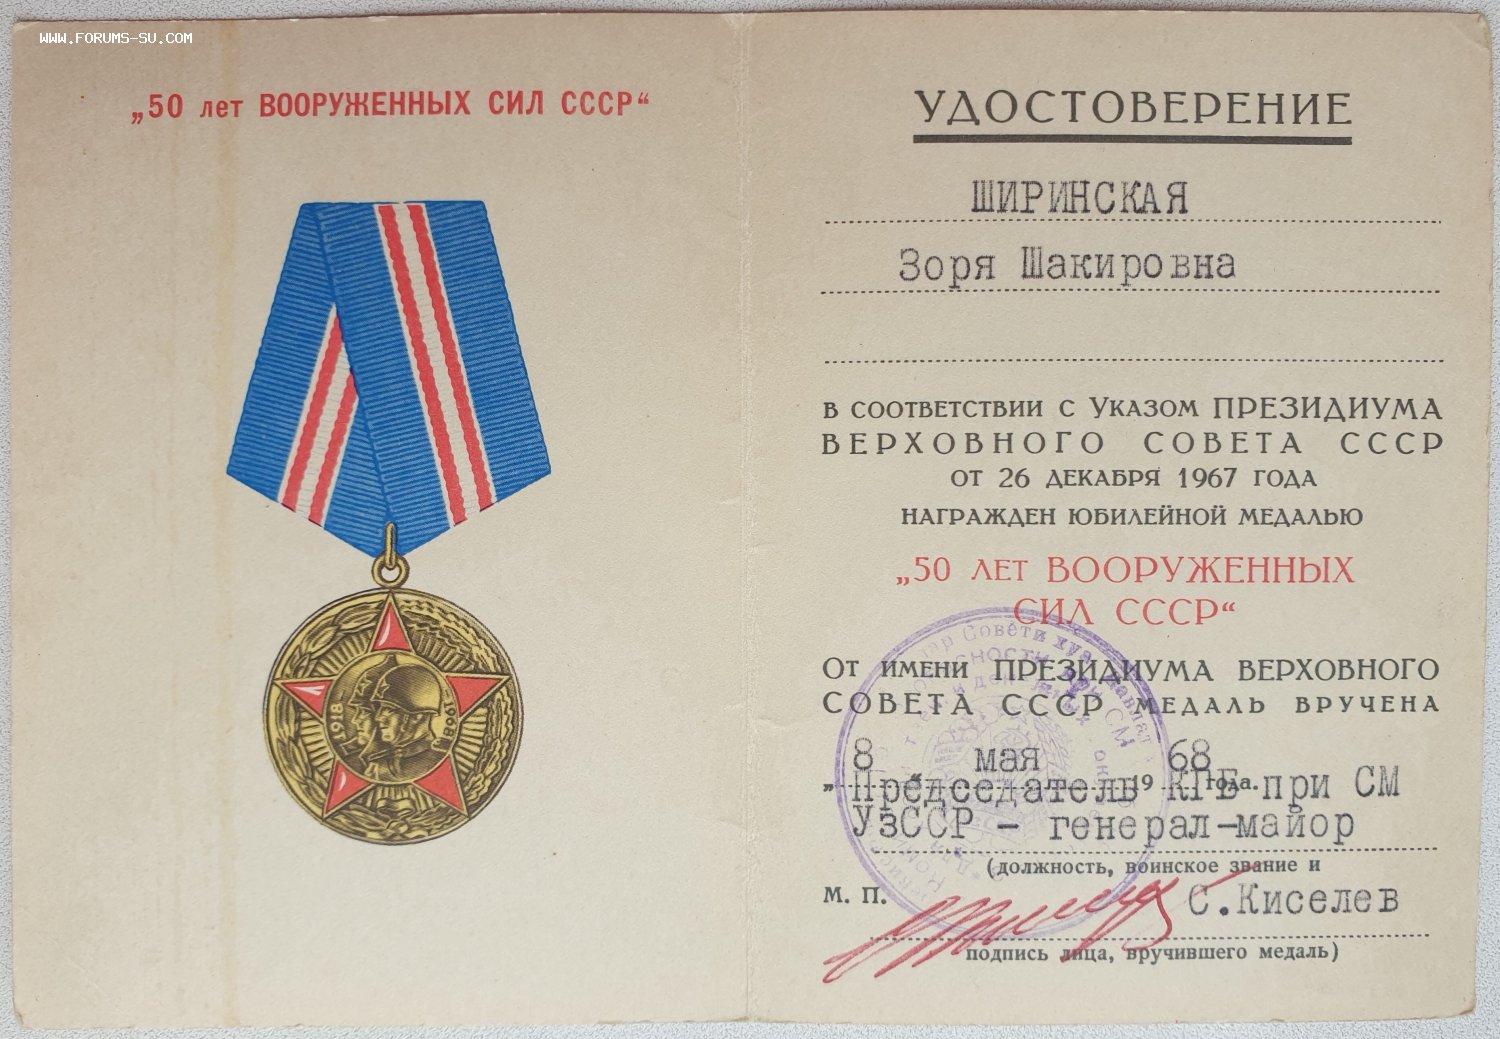 WWW.FORUMS-SU.COM
„50 лет ВООРУЖЕННЫХ СИЛ СССР“
1918
1968
УДОСТОВЕРЕНИЕ
ШИРИНСКАЯ
Зоря Шакировна
В СООТВЕТСТВИИ С УКАЗОМ ПРЕЗИДИУМА
ВЕРХОВНОГО СОВЕТА СССР
ОТ 26 ДЕКАБРЯ 1967 ГОДА
НАГРАЖДЕН ЮБИЛЕЙНОЙ МЕДАЛЬЮ
„50 ЛЕТ ВООРУЖЕННЫХ
СИЛ СССР“
ОТ ИМЕНИ ПРЕЗИДИУМА ВЕРХОВНОГО
СОВЕТА СССР МЕДАЛЬ ВРУЧЕНА
„ 8 “ мая 19 68 года.
Председатель КГБ при СМ
УзССР - генерал-майор
(должность, воинское звание и
М. П.
С.Киселев
подпись лица, вручившего медаль)